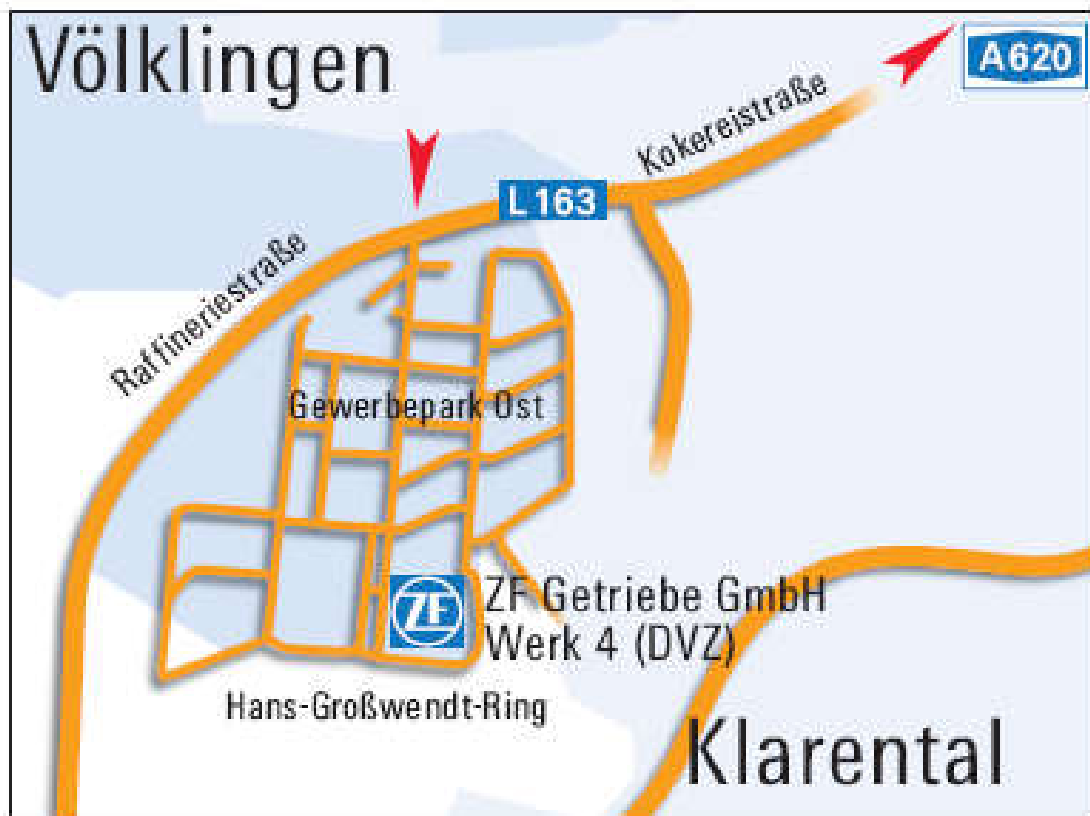 Völklingen
A620
Kokereistraße
L 163
Raffineriestraße
Gewerbepark Ost
ZF
ZF Getriebe GmbH
Werk 4 (DVZ)
Hans-Großwendt-Ring
Klarental